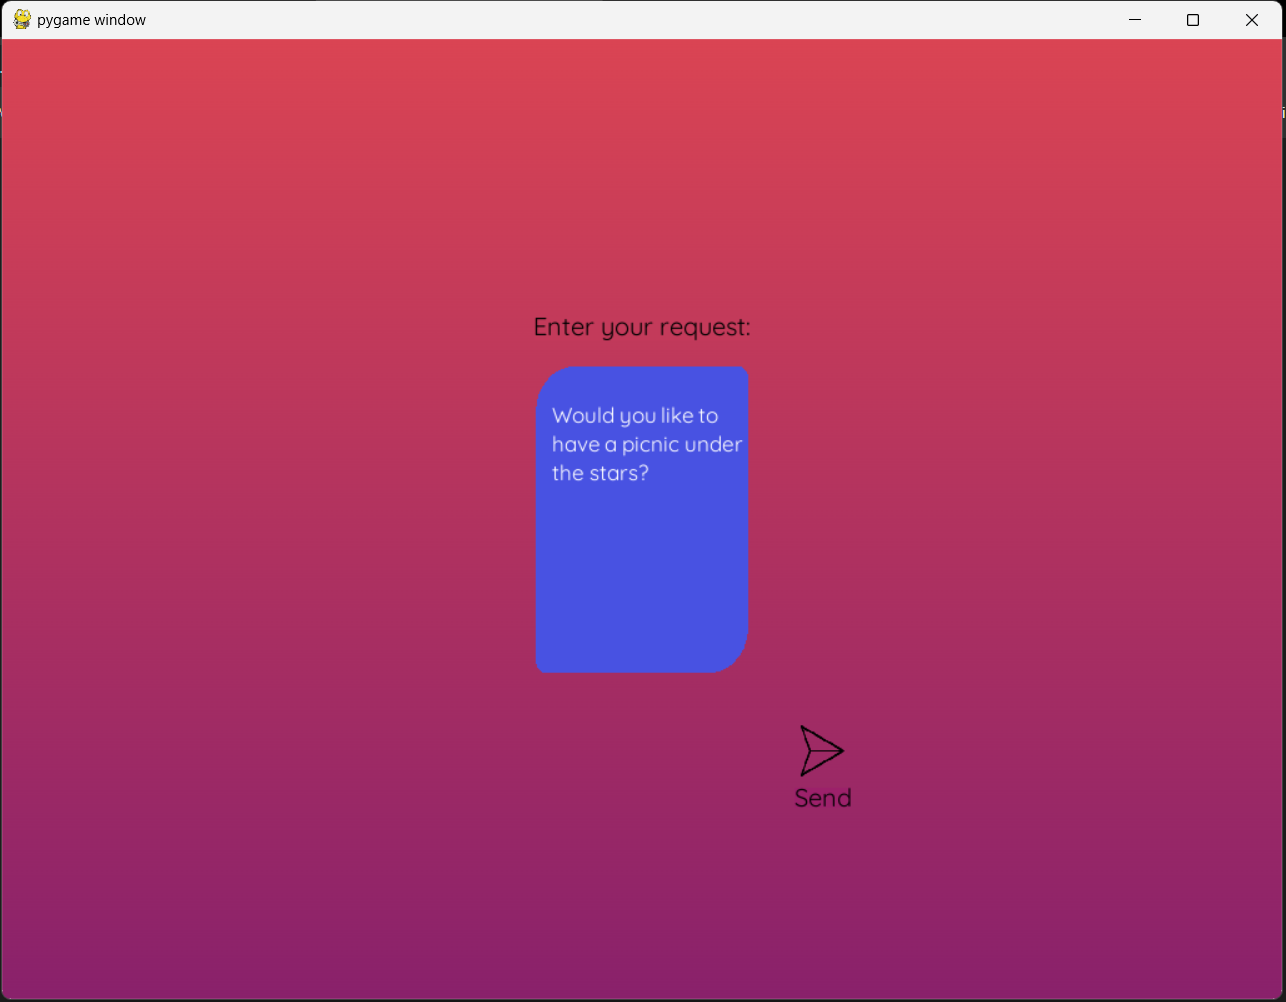 pygame window
Enter your request:
Would you like to
have a picnic under
the stars?
Send